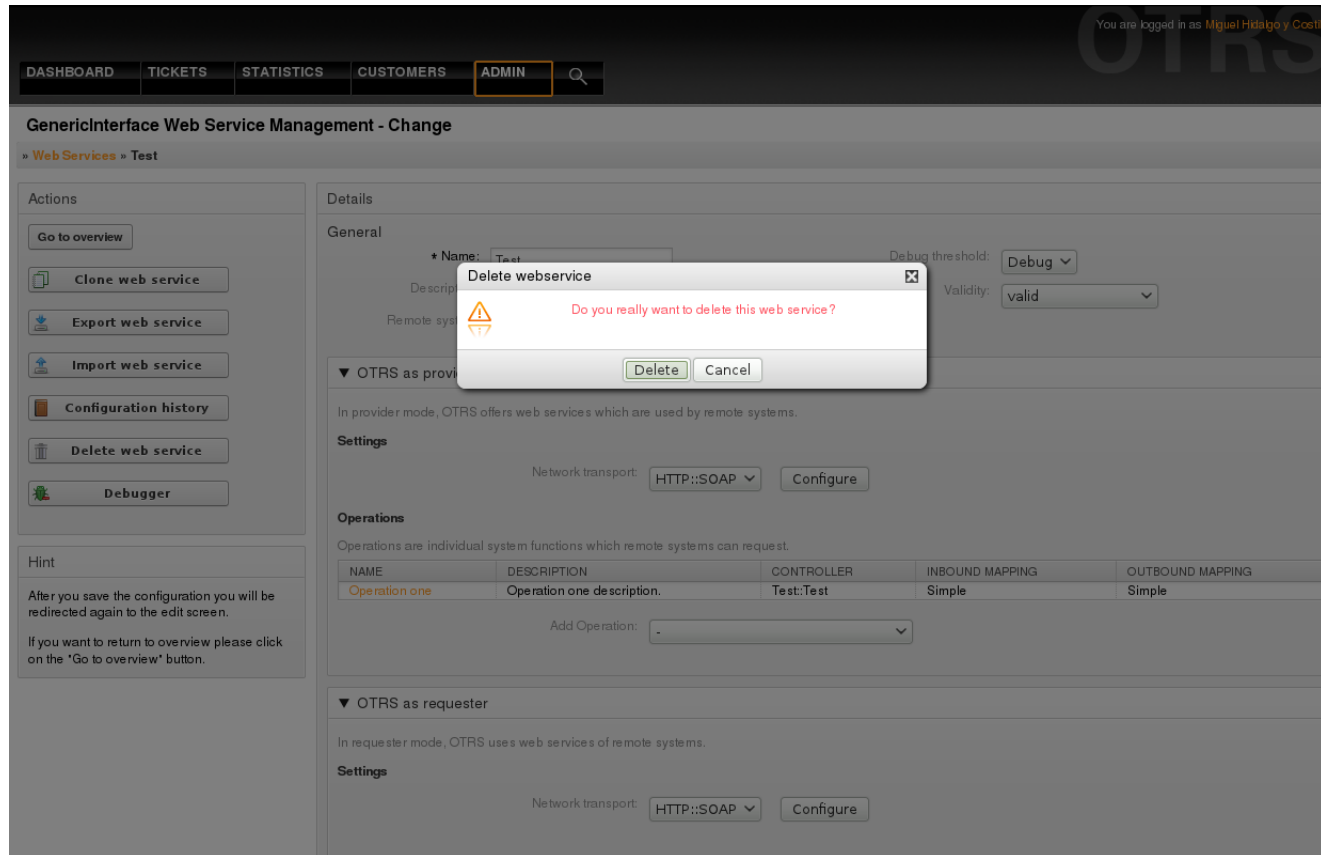 OTRS
You are logged in as Miguel Hidalgo y Costi
DASHBOARD TICKETS STATISTICS CUSTOMERS ADMIN
GenericInterface Web Service Management - Change
» Web Services » Test
Actions
Go to overview
Clone web service
Export web service
Import web service
Configuration history
Delete web service
Debugger
Hint
After you save the configuration you will be
redirected again to the edit screen.
If you want to return to overview please click
on the "Go to overview" button.
Details
General
* Name: Test
Descript
Remote syst
Debug threshold: Debug
Validity: valid
Delete webservice
Do you really want to delete this web service?
Delete Cancel
▼ OTRS as provi
In provider mode, OTRS offers web services which are used by remote systems.
Settings
Network transport: HTTP::SOAP Configure
Operations
Operations are individual system functions which remote systems can request.
NAME DESCRIPTION CONTROLLER INBOUND MAPPING OUTBOUND MAPPING
Operation one Operation one description. Test::Test Simple Simple
Add Operation: -
▼ OTRS as requester
In requester mode, OTRS uses web services of remote systems.
Settings
Network transport: HTTP::SOAP Configure